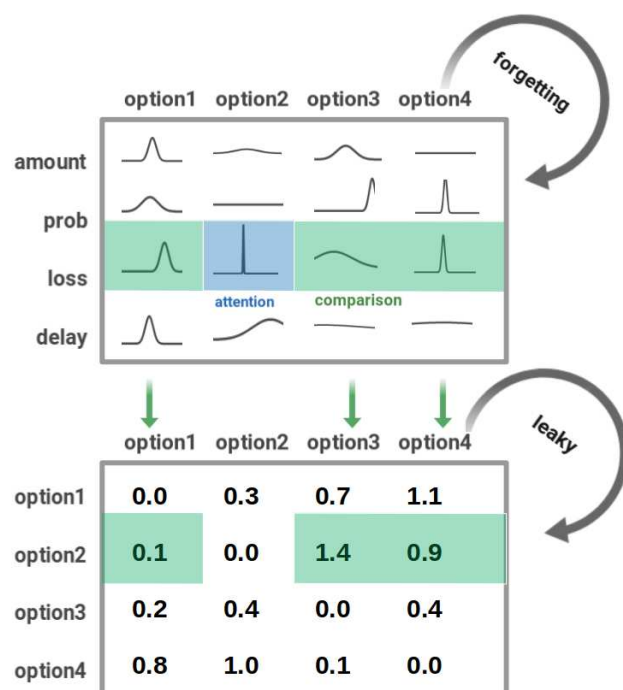 forgetting
option1 option2 option3 option4
amount
prob
loss
attention comparison
delay
leaky
option1 option2 option3 option4
option1 0.0 0.3 0.7 1.1
option2 0.1 0.0 1.4 0.9
option3 0.2 0.4 0.0 0.4
option4 0.8 1.0 0.1 0.0